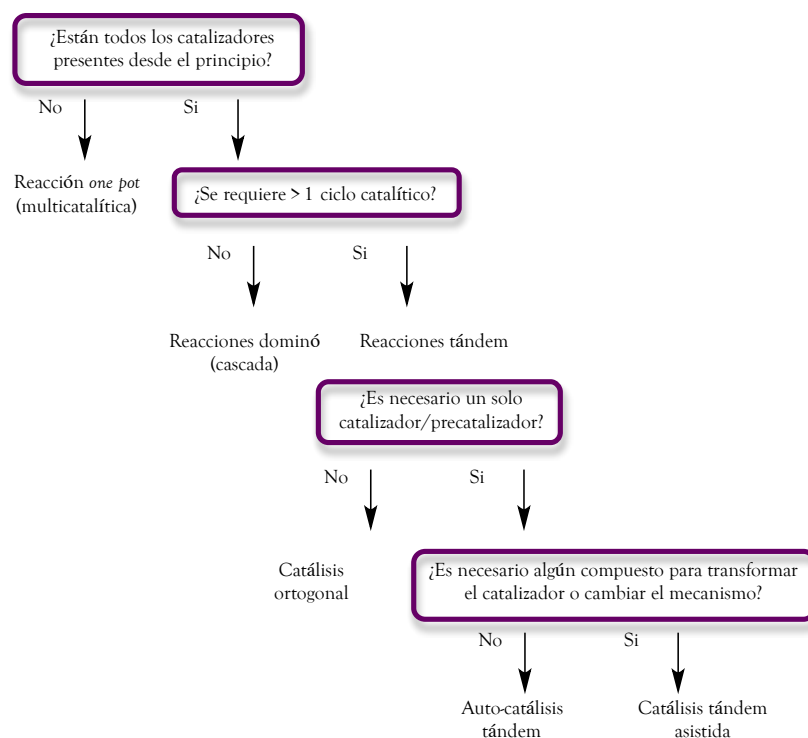 ¿Están todos los catalizadores
presentes desde el principio?
No
Si
Reacción one pot
(multicatalítica)
¿Se requiere > 1 ciclo catalítico?
No
Si
Reacciones dominó
(cascada)
Reacciones tándem
¿Es necesario un solo
catalizador/precatalizador?
No
Si
Catálisis
ortogonal
¿Es necesario algún compuesto para transformar
el catalizador o cambiar el mecanismo?
No
Si
Auto-catálisis
tándem
Catálisis tándem
asistida